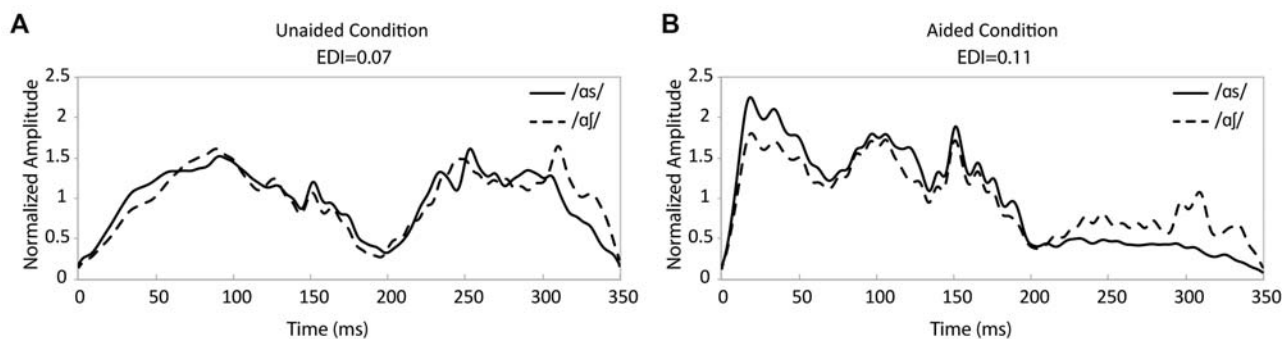 A
Unaided Condition
EDI=0.07
2.5
2
1.5
1
0.5
0
Normalized Amplitude
/ɑs/
/ɑʃ/
0 50 100 150 200 250 300 350
Time (ms)
B
Aided Condition
EDI=0.11
2.5
2
1.5
1
0.5
0
Normalized Amplitude
/ɑs/
/ɑʃ/
0 50 100 150 200 250 300 350
Time (ms)